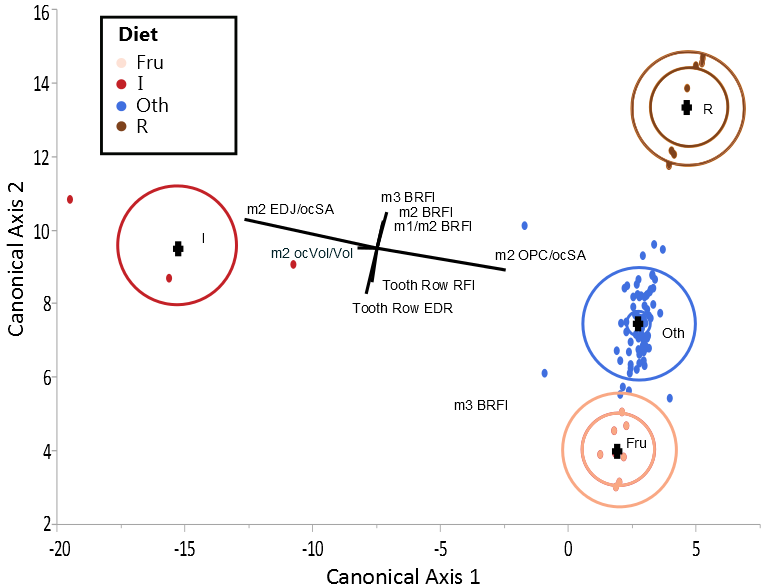 16
14
12
10
8
6
4
2
Canonical Axis 2
Diet
Fru
I
Oth
R
R
I
m2 EDJ/ocSA
m3 BRFI
m2 BRFI
m1/m2 BRFI
m2 ocVol/Vol
m2 OPC/ocSA
Tooth Row RFI
Tooth Row EDR
Oth
m3 BRFI
Fru
-20
-15
-10
-5
0
5
Canonical Axis 1